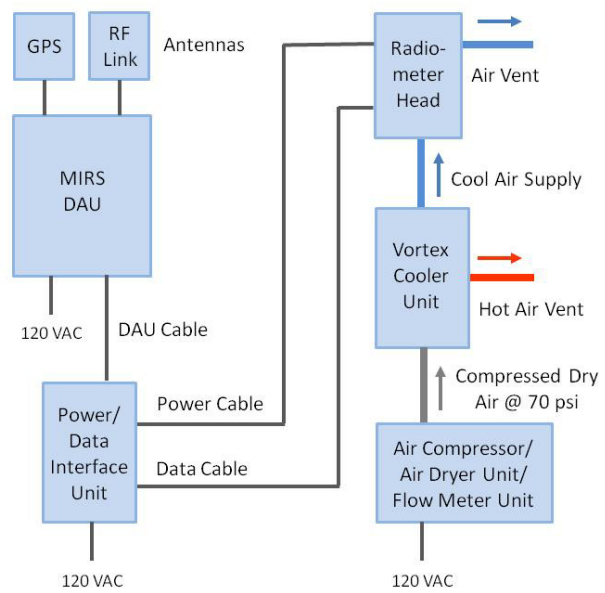 GPS
RF
Link
Antennas
Radio-
meter
Head
Air Vent
MIRS
DAU
Cool Air Supply
Vortex
Cooler
Unit
Hot Air Vent
120 VAC
DAU Cable
Compressed Dry
Air @ 70 psi
Power/
Data
Interface
Unit
Power Cable
Data Cable
Air Compressor/
Air Dryer Unit/
Flow Meter Unit
120 VAC
120 VAC